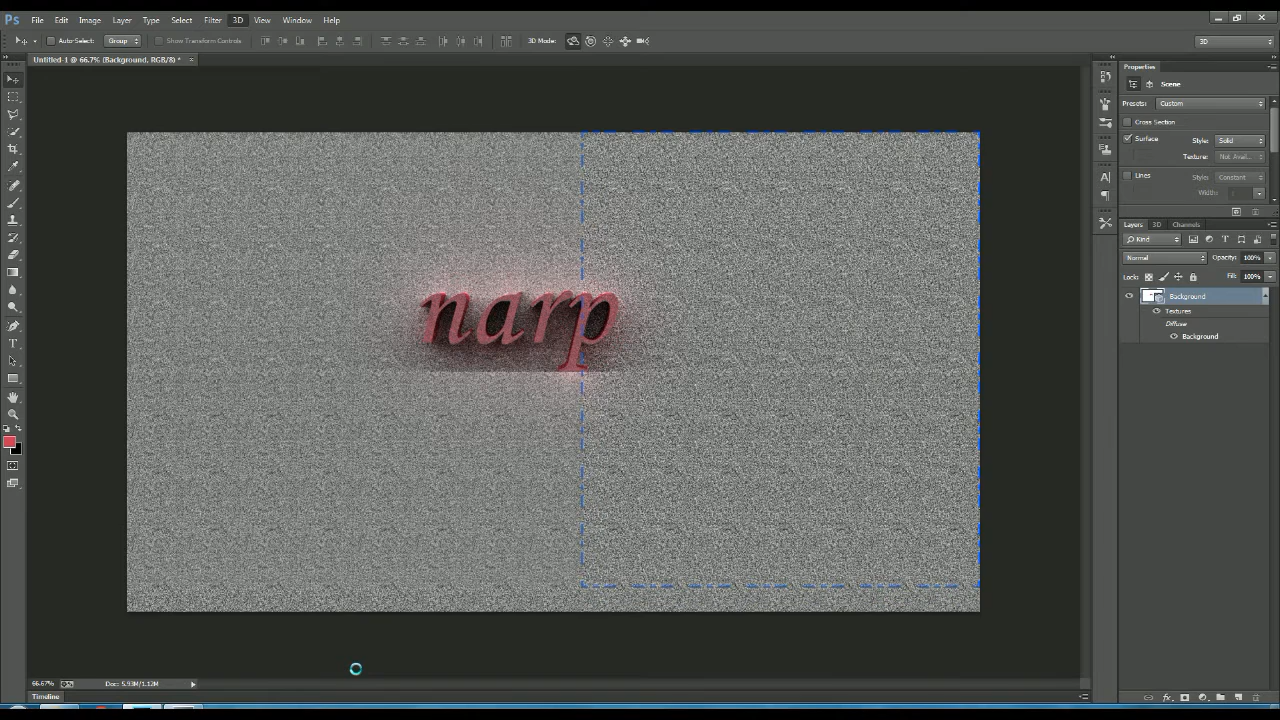 Ps File Edit Image Layer Type Select Filter 3D View Window Help
Auto-Select: Group Show Transform Controls 3D Mode: 3D
Untitled-1 @ 66.7% (Background, RGB/8) * ×
Properties
Scene
Presets: Custom
Cross Section
Surface Style: Solid
Texture: Not Avail...
Lines Style: Constant
Width:
Layers 3D Channels
Kind
Normal Opacity: 100%
Lock: Fill: 100%
Background
Textures
Diffuse
Background
narp
66.67% Doc: 5.93M/1.12M
Timeline